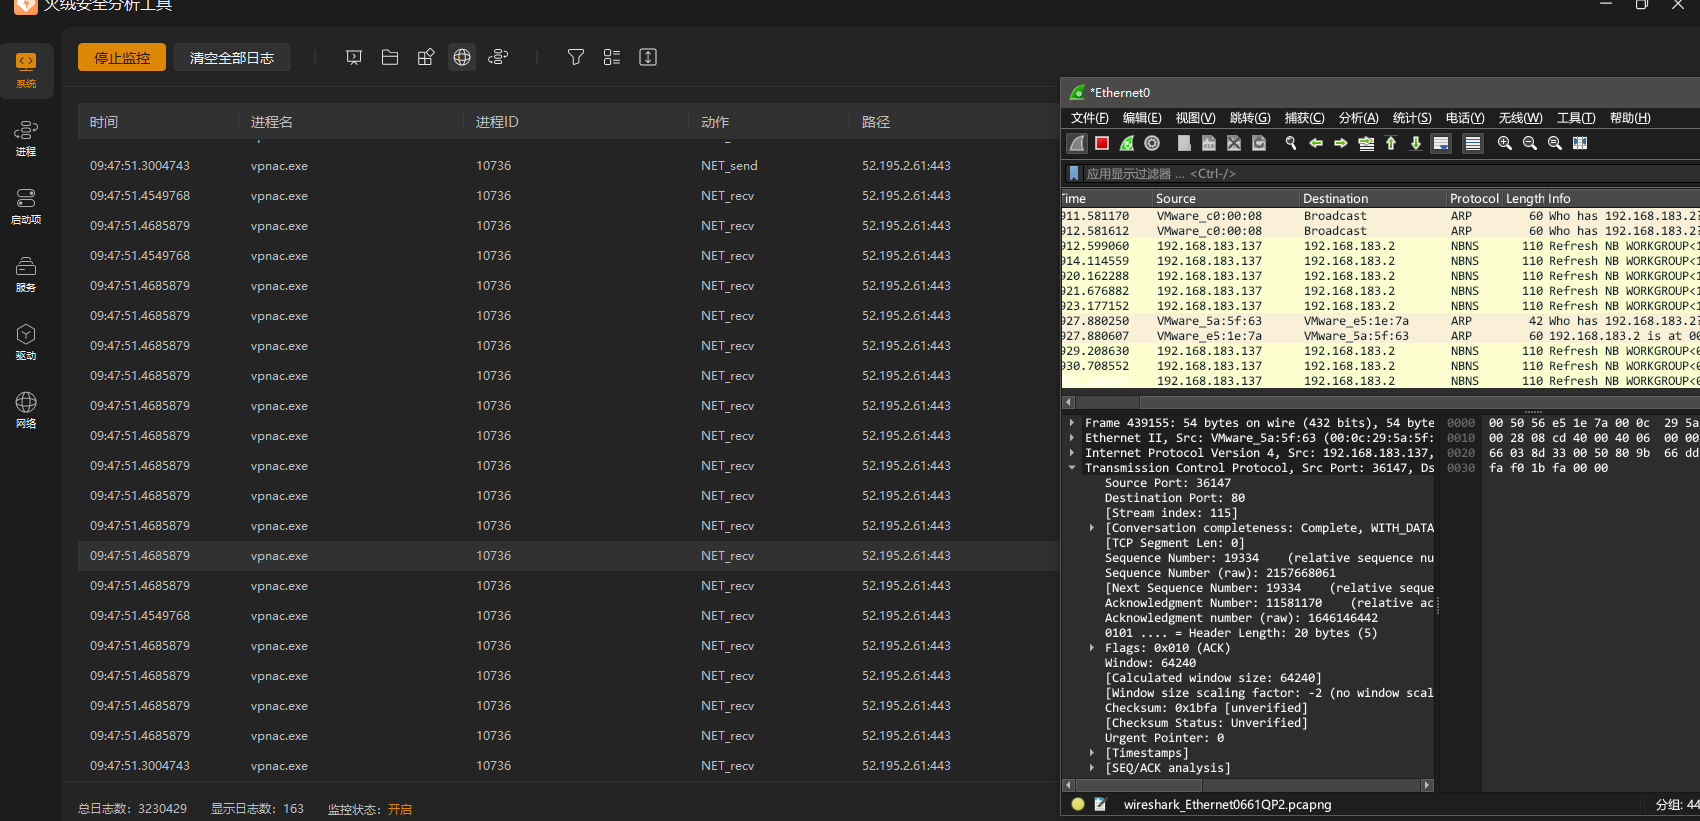 火绒安全分析工具
系统
进程
启动项
服务
驱动
网络
停止监控 清空全部日志
时间 进程名 进程ID 动作 路径
09:47:51.3004743 vpnac.exe 10736 NET_send 52.195.2.61:443
09:47:51.4549768 vpnac.exe 10736 NET_recv 52.195.2.61:443
09:47:51.4685879 vpnac.exe 10736 NET_recv 52.195.2.61:443
09:47:51.4549768 vpnac.exe 10736 NET_recv 52.195.2.61:443
09:47:51.4685879 vpnac.exe 10736 NET_recv 52.195.2.61:443
09:47:51.4685879 vpnac.exe 10736 NET_recv 52.195.2.61:443
09:47:51.4685879 vpnac.exe 10736 NET_recv 52.195.2.61:443
09:47:51.4685879 vpnac.exe 10736 NET_recv 52.195.2.61:443
09:47:51.4685879 vpnac.exe 10736 NET_recv 52.195.2.61:443
09:47:51.4685879 vpnac.exe 10736 NET_recv 52.195.2.61:443
09:47:51.4685879 vpnac.exe 10736 NET_recv 52.195.2.61:443
09:47:51.4685879 vpnac.exe 10736 NET_recv 52.195.2.61:443
09:47:51.4685879 vpnac.exe 10736 NET_recv 52.195.2.61:443
09:47:51.4685879 vpnac.exe 10736 NET_recv 52.195.2.61:443
09:47:51.4685879 vpnac.exe 10736 NET_recv 52.195.2.61:443
09:47:51.4549768 vpnac.exe 10736 NET_recv 52.195.2.61:443
09:47:51.4685879 vpnac.exe 10736 NET_recv 52.195.2.61:443
09:47:51.4685879 vpnac.exe 10736 NET_recv 52.195.2.61:443
09:47:51.4685879 vpnac.exe 10736 NET_recv 52.195.2.61:443
09:47:51.4685879 vpnac.exe 10736 NET_recv 52.195.2.61:443
09:47:51.3004743 vpnac.exe 10736 NET_recv 52.195.2.61:443
总日志数: 3230429 显示日志数: 163 监控状态: 开启
*Ethernet0
文件(F) 编辑(E) 视图(V) 跳转(G) 捕获(C) 分析(A) 统计(S) 电话(Y) 无线(W) 工具(T) 帮助(H)
应用显示过滤器 … <Ctrl-/>
Time Source Destination Protocol Length Info
911.581170 VMware_c0:00:08 Broadcast ARP 60 Who has 192.168.183.2?
912.581612 VMware_c0:00:08 Broadcast ARP 60 Who has 192.168.183.2?
912.599060 192.168.183.137 192.168.183.2 NBNS 110 Refresh NB WORKGROUP<1
914.114559 192.168.183.137 192.168.183.2 NBNS 110 Refresh NB WORKGROUP<1
920.162288 192.168.183.137 192.168.183.2 NBNS 110 Refresh NB WORKGROUP<1
921.676882 192.168.183.137 192.168.183.2 NBNS 110 Refresh NB WORKGROUP<1
923.177152 192.168.183.137 192.168.183.2 NBNS 110 Refresh NB WORKGROUP<1
927.880250 VMware_5a:5f:63 VMware_e5:1e:7a ARP 42 Who has 192.168.183.2?
927.880607 VMware_e5:1e:7a VMware_5a:5f:63 ARP 60 192.168.183.2 is at 00
929.208630 192.168.183.137 192.168.183.2 NBNS 110 Refresh NB WORKGROUP<0
930.708552 192.168.183.137 192.168.183.2 NBNS 110 Refresh NB WORKGROUP<0
192.168.183.137 192.168.183.2 NBNS 110 Refresh NB WORKGROUP<0
Frame 439155: 54 bytes on wire (432 bits), 54 byte
Ethernet II, Src: VMware_5a:5f:63 (00:0c:29:5a:5f:
Internet Protocol Version 4, Src: 192.168.183.137,
Transmission Control Protocol, Src Port: 36147, Ds
Source Port: 36147
Destination Port: 80
[Stream index: 115]
[Conversation completeness: Complete, WITH_DATA
[TCP Segment Len: 0]
Sequence Number: 19334 (relative sequence nu
Sequence Number (raw): 2157668061
[Next Sequence Number: 19334 (relative seque
Acknowledgment Number: 11581170 (relative ac
Acknowledgment number (raw): 1646146442
0101 .... = Header Length: 20 bytes (5)
Flags: 0x010 (ACK)
Window: 64240
[Calculated window size: 64240]
[Window size scaling factor: -2 (no window scal
Checksum: 0x1bfa [unverified]
[Checksum Status: Unverified]
Urgent Pointer: 0
[Timestamps]
[SEQ/ACK analysis]
0000 00 50 56 e5 1e 7a 00 0c 29 5a
0010 00 28 08 cd 40 00 40 06 00 00
0020 66 03 8d 33 00 50 80 9b 66 dd
0030 fa f0 1b fa 00 00
wireshark_Ethernet0661QP2.pcapng
分组: 44